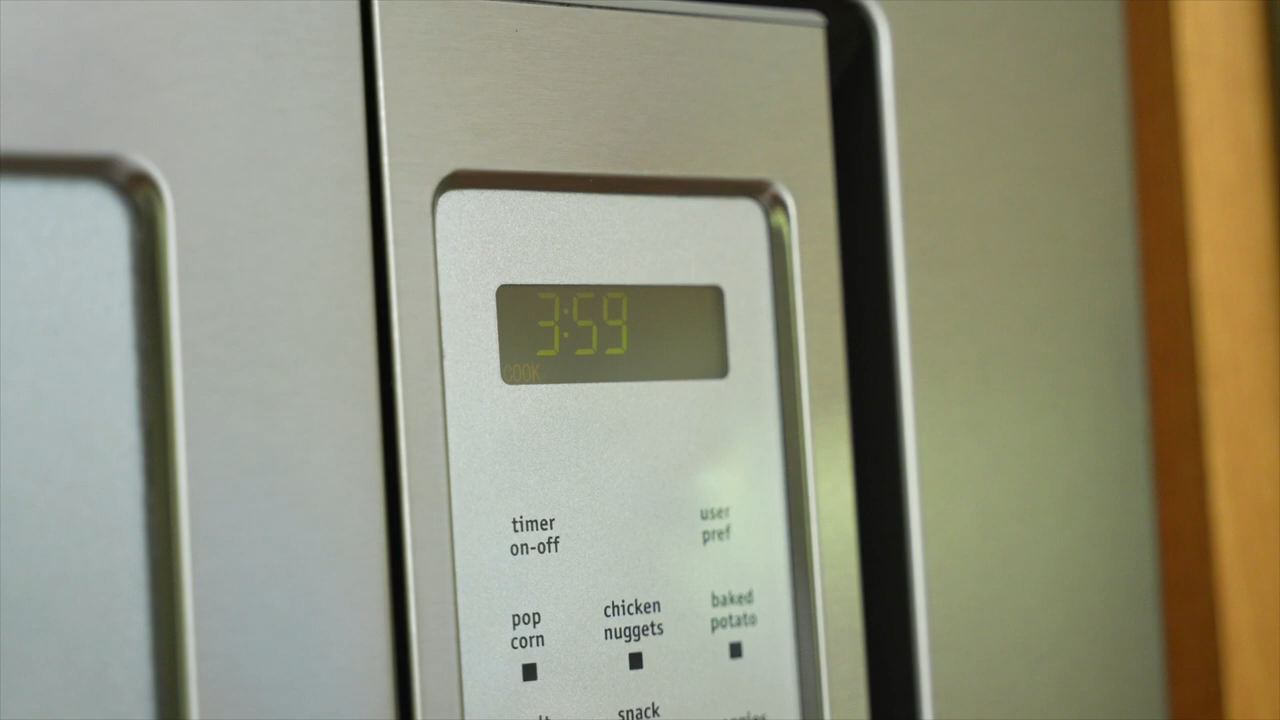 3:59
COOK
timer
on-off
user
pref
pop
corn
chicken
nuggets
baked
potato
snack